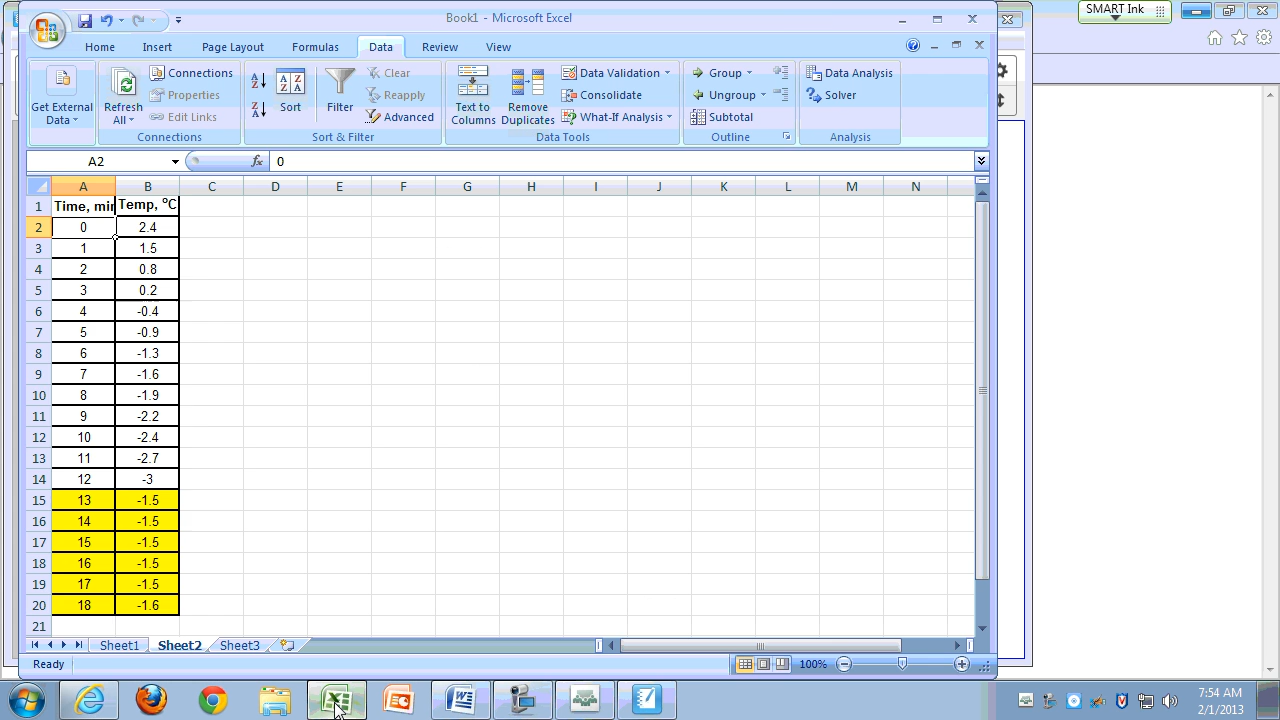 SMART Ink
Book1 - Microsoft Excel
Home Insert Page Layout Formulas Data Review View
Get External Data
Refresh All
Connections
Properties
Edit Links
Connections
Sort
Filter
Clear
Reapply
Advanced
Sort & Filter
Text to Columns
Remove Duplicates
Data Validation
Consolidate
What-If Analysis
Data Tools
Group
Ungroup
Subtotal
Outline
Data Analysis
Solver
Analysis
A2 fx 0
A B C D E F G H I J K L M N
1 Time, min Temp, °C
2 0 2.4
3 1 1.5
4 2 0.8
5 3 0.2
6 4 -0.4
7 5 -0.9
8 6 -1.3
9 7 -1.6
10 8 -1.9
11 9 -2.2
12 10 -2.4
13 11 -2.7
14 12 -3
15 13 -1.5
16 14 -1.5
17 15 -1.5
18 16 -1.5
19 17 -1.5
20 18 -1.6
21
Sheet1 Sheet2 Sheet3
Ready 100%
7:54 AM
2/1/2013